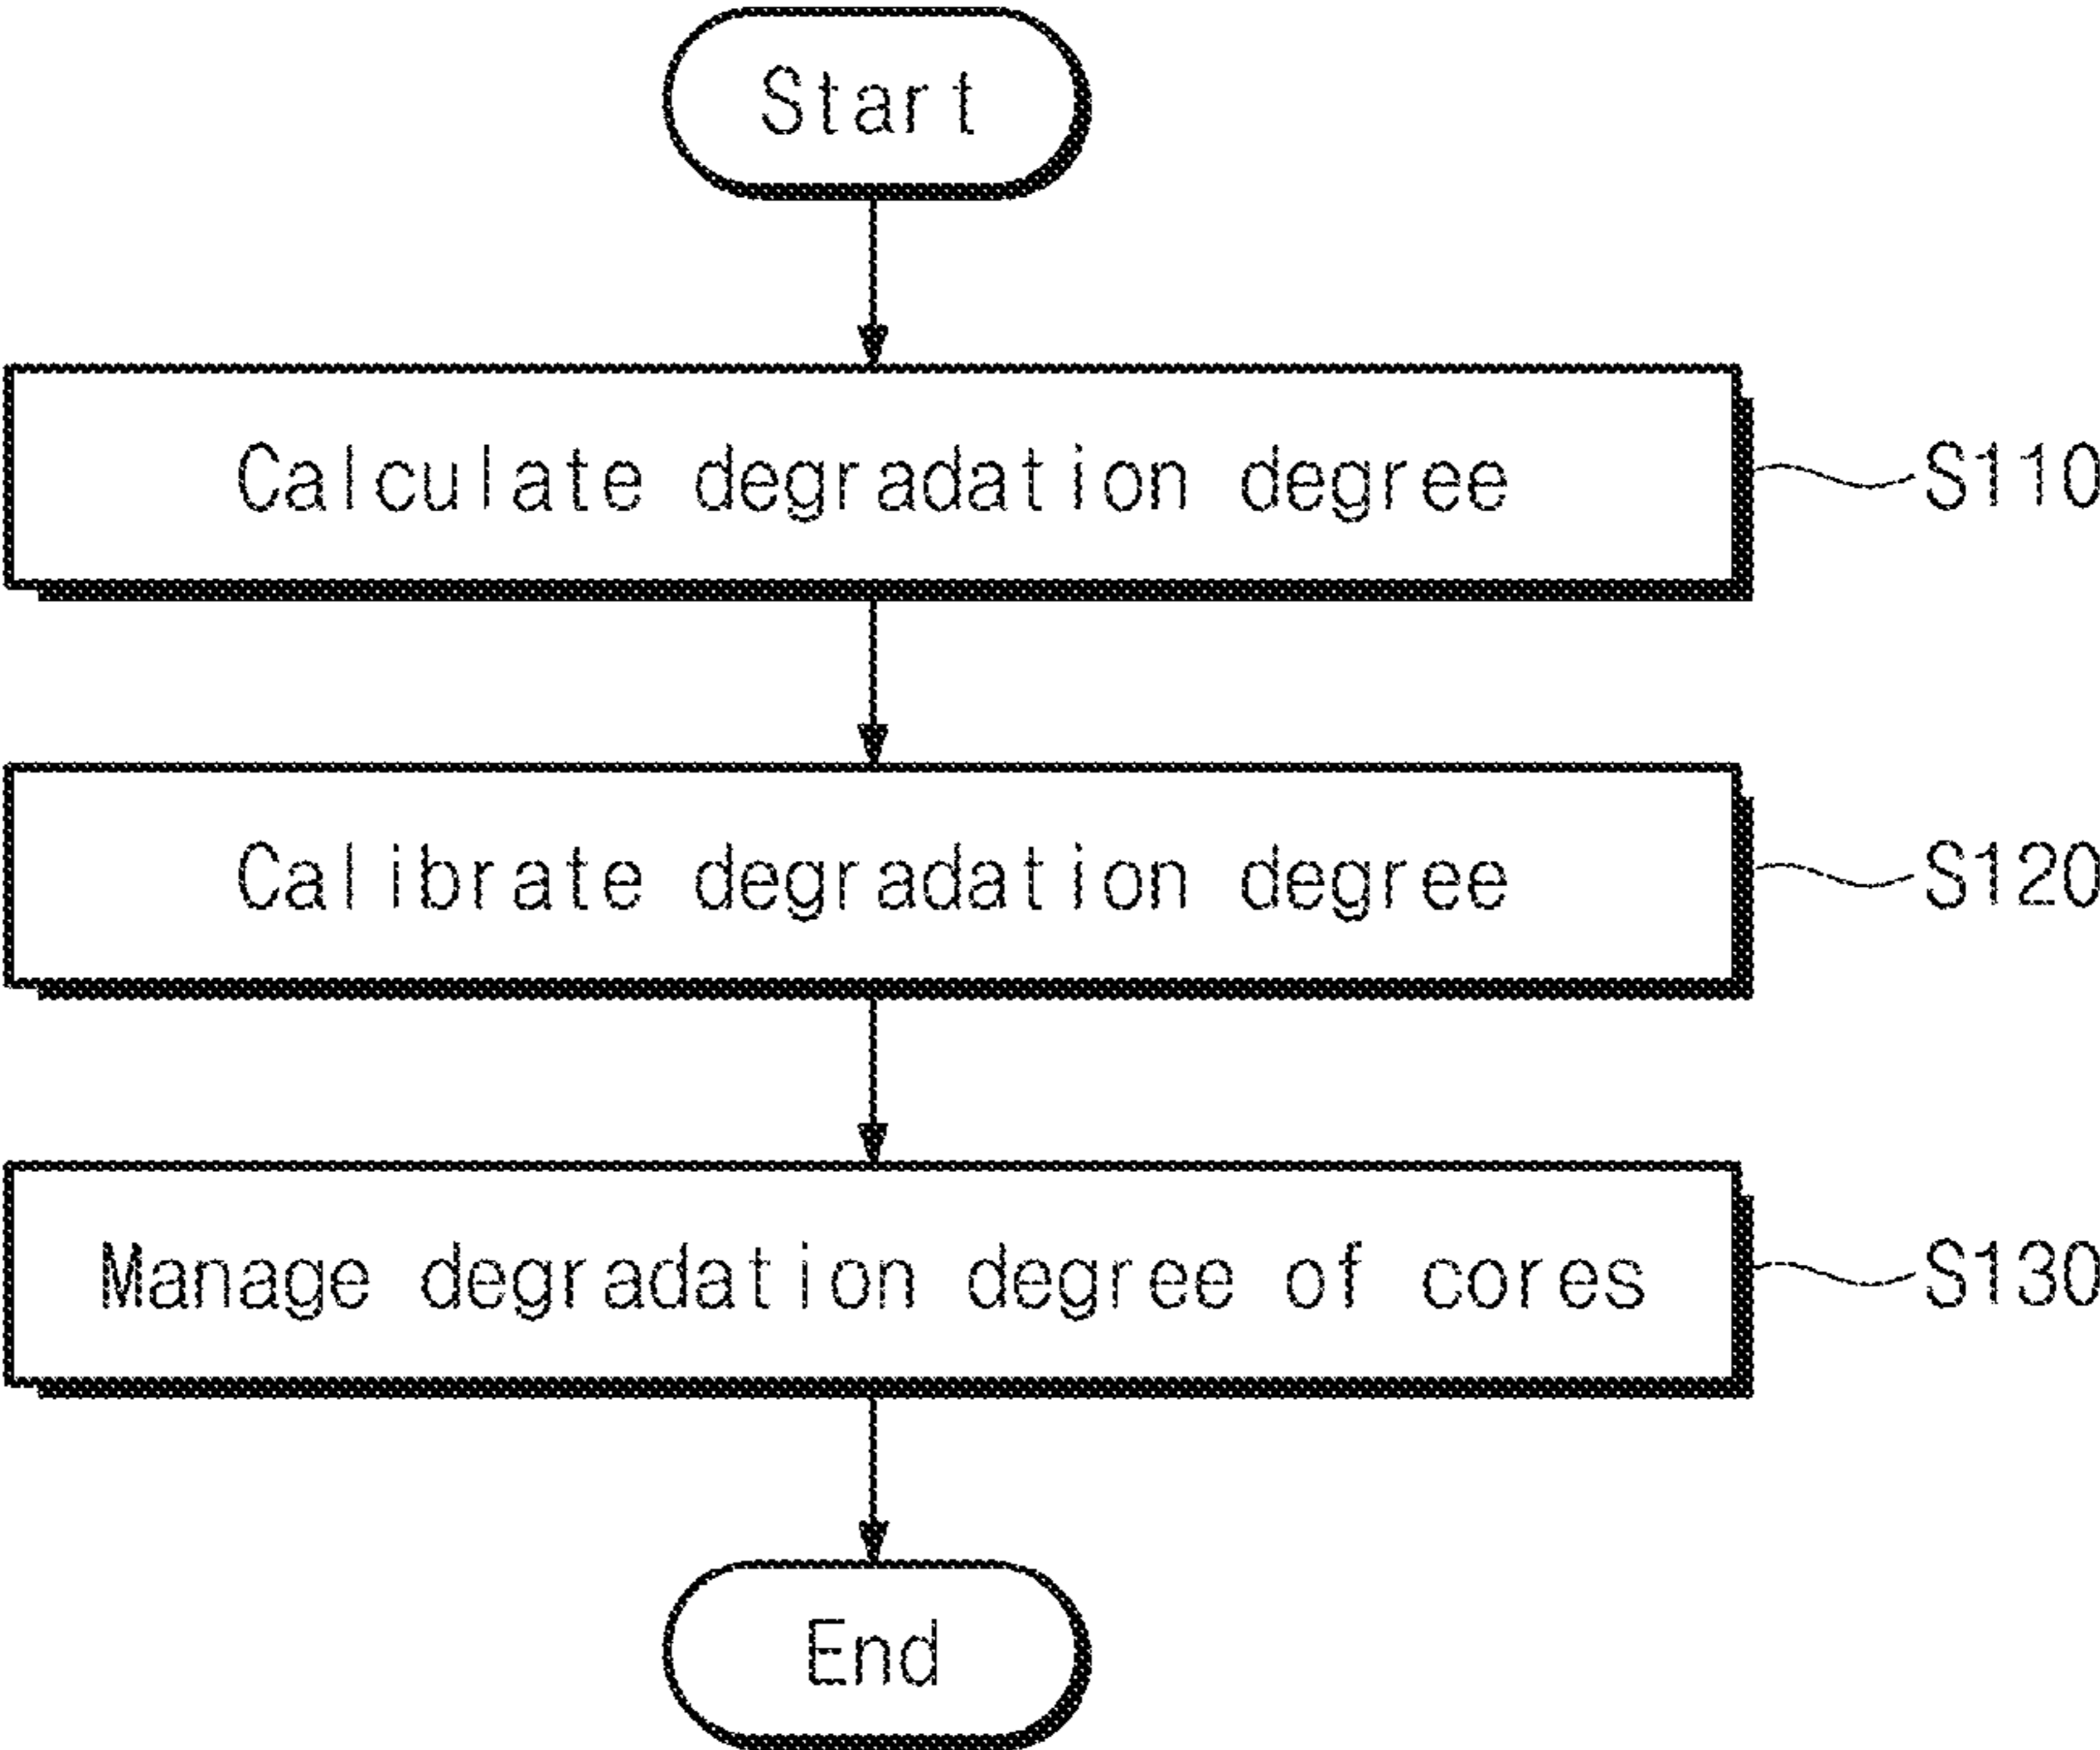 Start
Calculate degradation degree
S110
Calibrate degradation degree
S120
Manage degradation degree of cores
S130
End